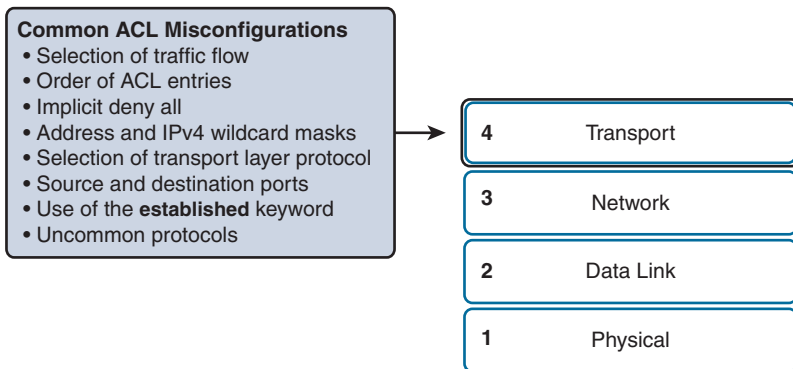 Common ACL Misconfigurations
• Selection of traffic flow
• Order of ACL entries
• Implicit deny all
• Address and IPv4 wildcard masks
• Selection of transport layer protocol
• Source and destination ports
• Use of the established keyword
• Uncommon protocols
4 Transport
3 Network
2 Data Link
1 Physical